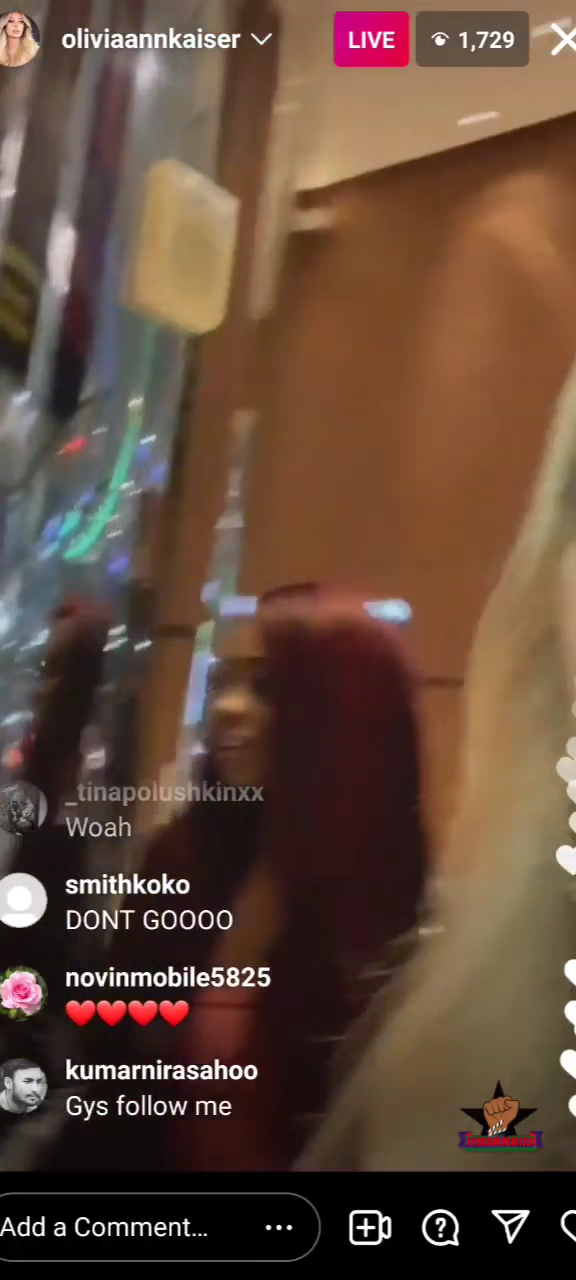 oliviaannkaiser
LIVE
1,729
_tinapolushkinxx
Woah
smithkoko
DONT GOOOO
novinmobile5825
❤️❤️❤️❤️
kumarnirasahoo
Gys follow me
Add a Comment...